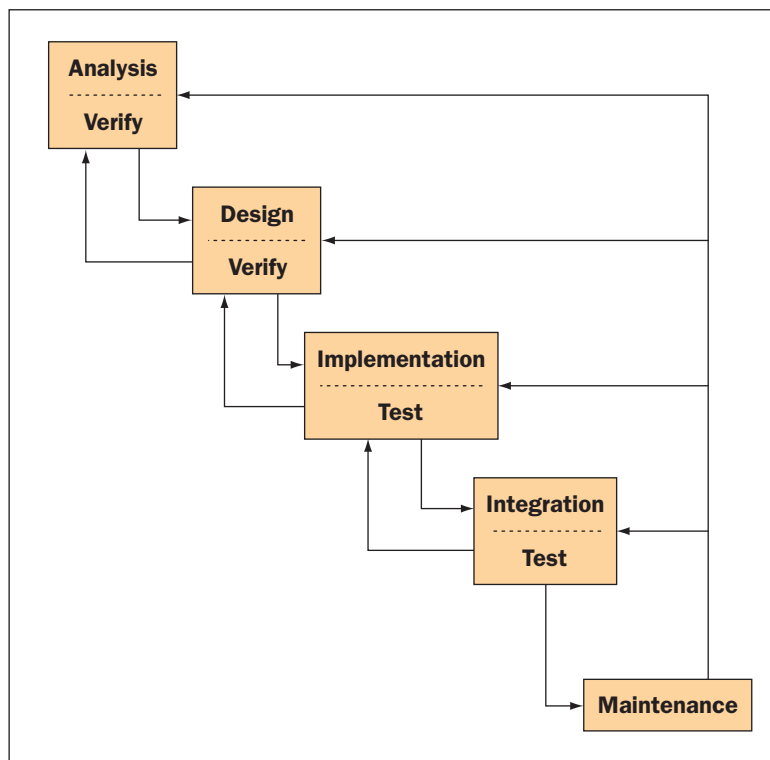 Analysis
Verify
Design
Verify
Implementation
Test
Integration
Test
Maintenance